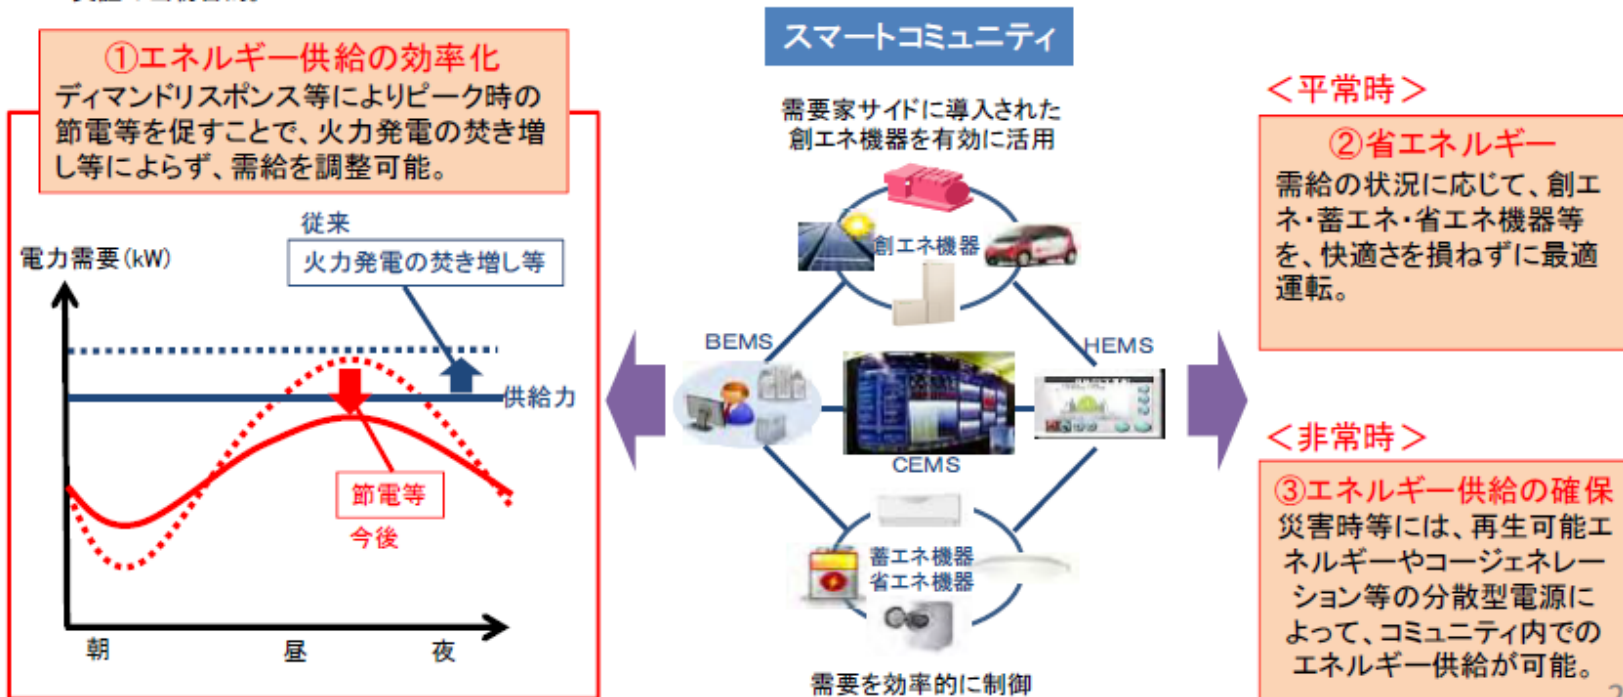 ①エネルギー供給の効率化
ディマンドリスポンス等によりピーク時の
節電等を促すことで、火力発電の焚き増
し等によらず、需給を調整可能。
従来
火力発電の焚き増し等
電力需要(kW)
供給力
節電等
今後
朝
昼
夜
スマートコミュニティ
需要家サイドに導入された
創エネ機器を有効に活用
創エネ機器
BEMS
HEMS
CEMS
蓄エネ機器
省エネ機器
需要を効率的に制御
＜平常時＞
②省エネルギー
需給の状況に応じて、創エ
ネ・蓄エネ・省エネ機器等
を、快適さを損ねずに最適
運転。
＜非常時＞
③エネルギー供給の確保
災害時等には、再生可能エ
ネルギーやコージェネレー
ション等の分散型電源に
よって、コミュニティ内での
エネルギー供給が可能。